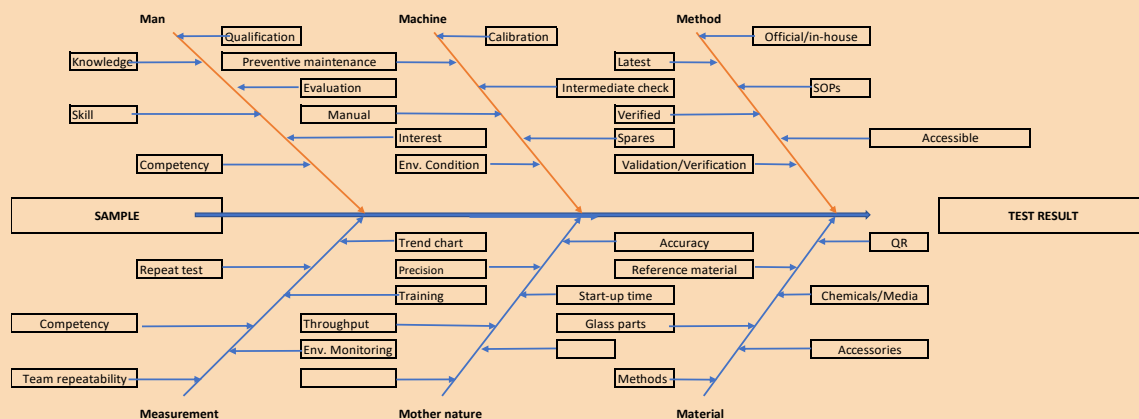 Man
Machine
Method
Qualification
Calibration
Official/in-house
Knowledge
Preventive maintenance
Latest
Evaluation
Intermediate check
SOPs
Skill
Manual
Verified
Interest
Spares
Accessible
Competency
Env. Condition
Validation/Verification
SAMPLE
TEST RESULT
Trend chart
Accuracy
QR
Repeat test
Precision
Reference material
Training
Start-up time
Chemicals/Media
Competency
Throughput
Glass parts
Env. Monitoring
Accessories
Team repeatability
Methods
Measurement
Mother nature
Material